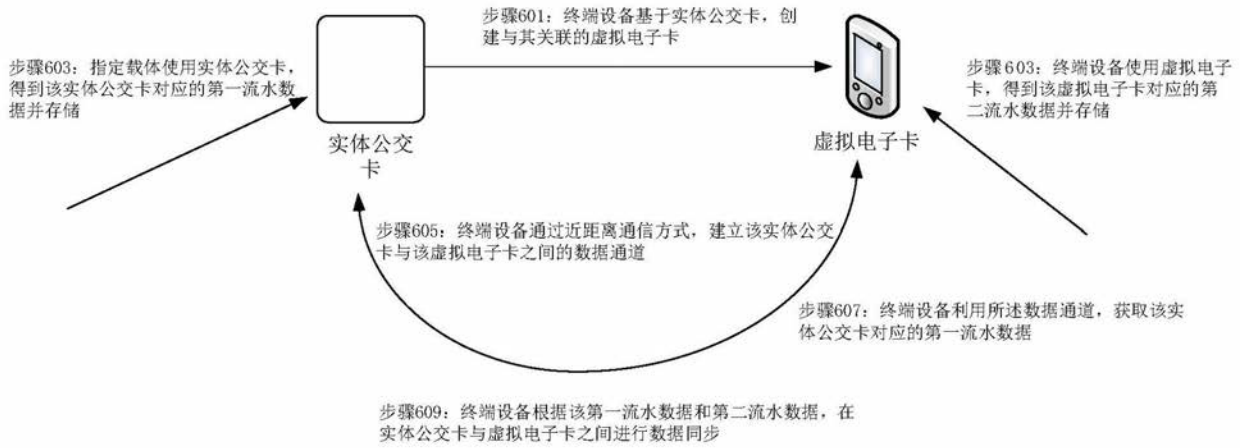 步骤601：终端设备基于实体公交卡，创
建与其关联的虚拟电子卡
步骤603：指定载体使用实体公交卡，
得到该实体公交卡对应的第一流水数
据并存储
步骤603：终端设备使用虚拟电子
卡，得到该虚拟电子卡对应的第
二流水数据并存储
实体公交
卡
虚拟电子卡
步骤605：终端设备通过近距离通信方式，建立该实体公交
卡与该虚拟电子卡之间的数据通道
步骤607：终端设备利用所述数据通道，获取该实
体公交卡对应的第一流水数据
步骤609：终端设备根据该第一流水数据和第二流水数据，在
实体公交卡与虚拟电子卡之间进行数据同步